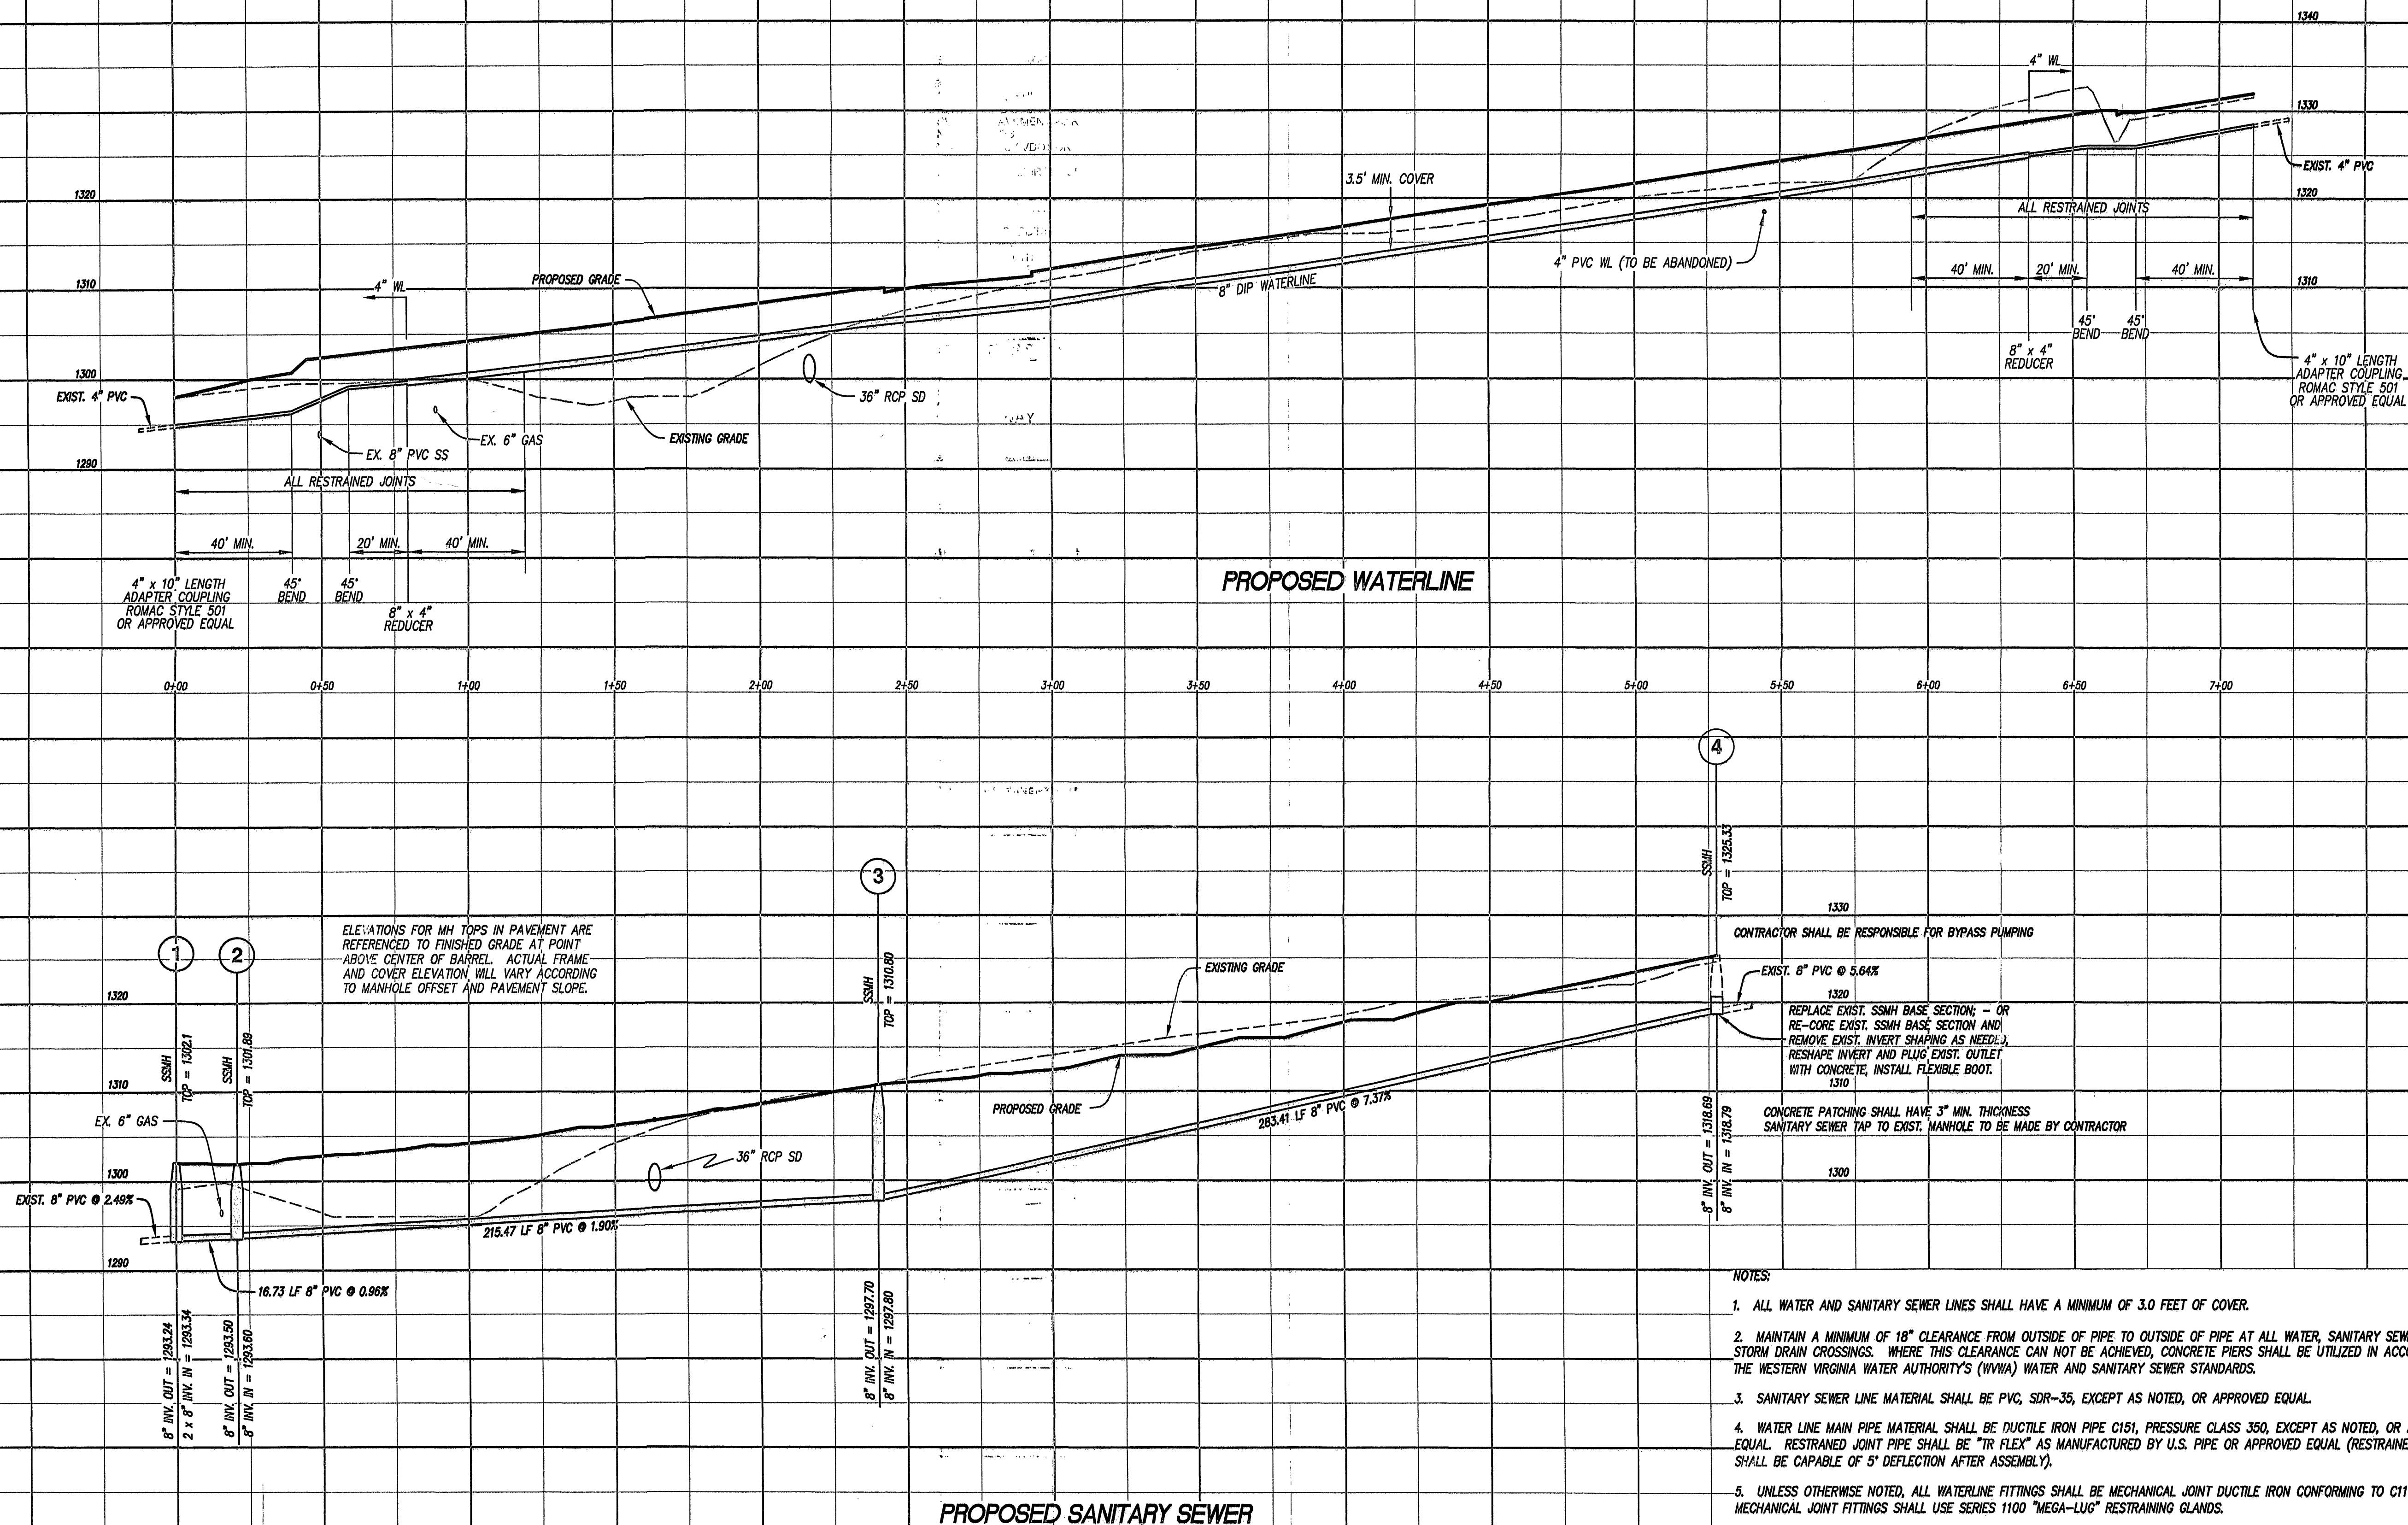 1340
4" WL
1330
EXIST. 4" PVC
1320
3.5' MIN. COVER
1320
ALL RESTRAINED JOINTS
4" PVC WL (TO BE ABANDONED)
40' MIN.
20' MIN.
40' MIN.
1310
4" WL
PROPOSED GRADE
8" DIP WATERLINE
1310
45° BEND
45° BEND
8" x 4"
REDUCER
4" x 10" LENGTH
ADAPTER COUPLING
ROMAC STYLE 501
OR APPROVED EQUAL
1300
EXIST. 4" PVC
36" RCP SD
EX. 6" GAS
EXISTING GRADE
EX. 8" PVC SS
1290
ALL RESTRAINED JOINTS
40' MIN.
20' MIN.
40' MIN.
4" x 10" LENGTH
ADAPTER COUPLING
ROMAC STYLE 501
OR APPROVED EQUAL
45°
BEND
45°
BEND
8" x 4"
REDUCER
PROPOSED WATERLINE
0+00
0+50
1+00
1+50
2+00
2+50
3+00
3+50
4+00
4+50
5+00
5+50
6+00
6+50
7+00
4
SSMH
TOP = 1325.33
3
SSMH
TOP = 1310.80
1330
CONTRACTOR SHALL BE RESPONSIBLE FOR BYPASS PUMPING
1
2
ELEVATIONS FOR MH TOPS IN PAVEMENT ARE
REFERENCED TO FINISHED GRADE AT POINT
ABOVE CENTER OF BARREL. ACTUAL FRAME
AND COVER ELEVATION WILL VARY ACCORDING
TO MANHOLE OFFSET AND PAVEMENT SLOPE.
EXISTING GRADE
EXIST. 8" PVC @ 5.64%
1320
1320
REPLACE EXIST. SSMH BASE SECTION; - OR
RE-CORE EXIST. SSMH BASE SECTION AND
REMOVE EXIST. INVERT SHAPING AS NEEDED,
RESHAPE INVERT AND PLUG EXIST. OUTLET
WITH CONCRETE, INSTALL FLEXIBLE BOOT.
SSMH
TOP = 1302.1
SSMH
TOP = 1301.89
1310
1310
EX. 6" GAS
PROPOSED GRADE
283.41 LF 8" PVC @ 7.37%
CONCRETE PATCHING SHALL HAVE 3" MIN. THICKNESS
SANITARY SEWER TAP TO EXIST. MANHOLE TO BE MADE BY CONTRACTOR
36" RCP SD
1300
1300
8" INV. OUT = 1318.69
8" INV. IN = 1318.79
EXIST. 8" PVC @ 2.49%
215.47 LF 8" PVC @ 1.90%
1290
16.73 LF 8" PVC @ 0.96%
8" INV. OUT = 1293.24
2 x 8" INV. IN = 1293.34
8" INV. OUT = 1293.50
8" INV. IN = 1293.60
8" INV. OUT = 1297.70
8" INV. IN = 1297.80
NOTES:
1. ALL WATER AND SANITARY SEWER LINES SHALL HAVE A MINIMUM OF 3.0 FEET OF COVER.
2. MAINTAIN A MINIMUM OF 18" CLEARANCE FROM OUTSIDE OF PIPE TO OUTSIDE OF PIPE AT ALL WATER, SANITARY SEW
STORM DRAIN CROSSINGS. WHERE THIS CLEARANCE CAN NOT BE ACHIEVED, CONCRETE PIERS SHALL BE UTILIZED IN ACCO
THE WESTERN VIRGINIA WATER AUTHORITY'S (WVWA) WATER AND SANITARY SEWER STANDARDS.
3. SANITARY SEWER LINE MATERIAL SHALL BE PVC, SDR-35, EXCEPT AS NOTED, OR APPROVED EQUAL.
4. WATER LINE MAIN PIPE MATERIAL SHALL BE DUCTILE IRON PIPE C151, PRESSURE CLASS 350, EXCEPT AS NOTED, OR
EQUAL. RESTRANED JOINT PIPE SHALL BE "TR FLEX" AS MANUFACTURED BY U.S. PIPE OR APPROVED EQUAL (RESTRAINE
SHALL BE CAPABLE OF 5° DEFLECTION AFTER ASSEMBLY).
5. UNLESS OTHERWISE NOTED, ALL WATERLINE FITTINGS SHALL BE MECHANICAL JOINT DUCTILE IRON CONFORMING TO C11
MECHANICAL JOINT FITTINGS SHALL USE SERIES 1100 "MEGA-LUG" RESTRAINING GLANDS.
PROPOSED SANITARY SEWER